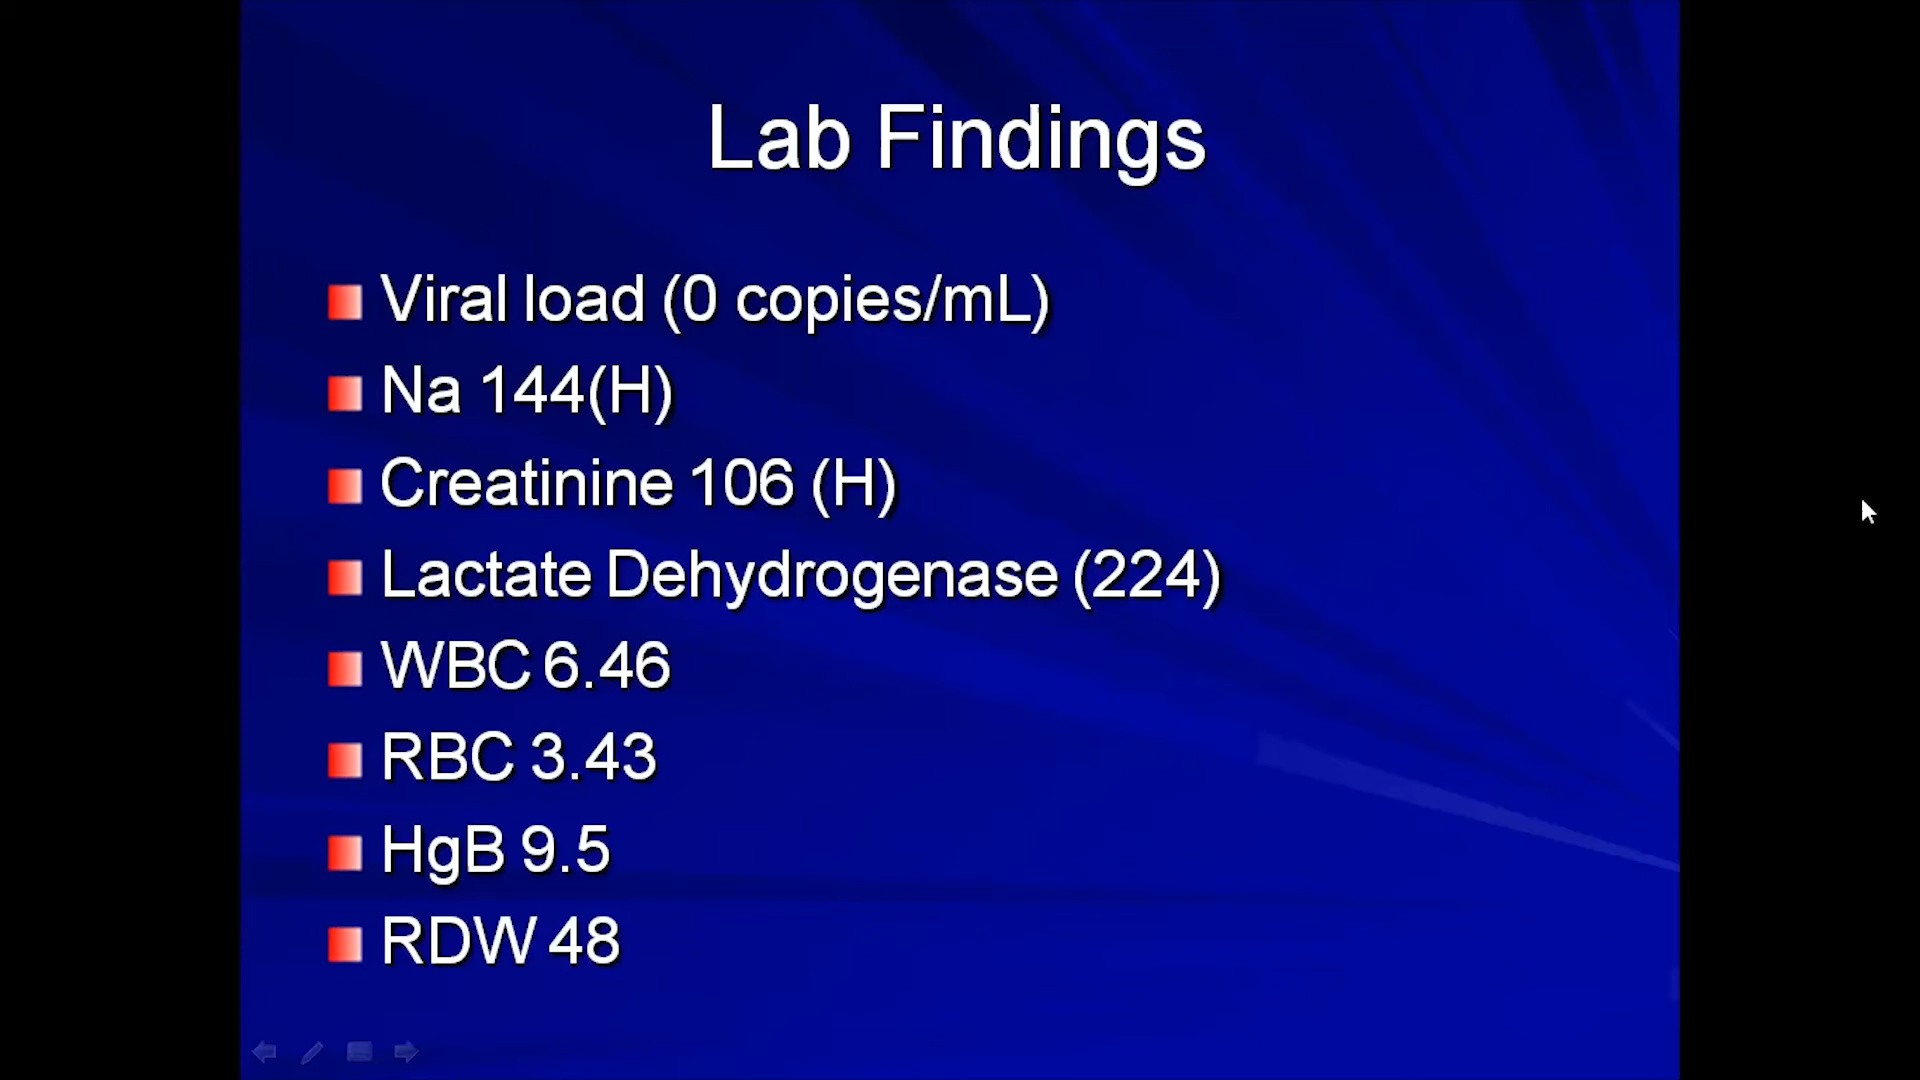 Lab Findings
Viral load (0 copies/mL)
Na 144(H)
Creatinine 106 (H)
Lactate Dehydrogenase (224)
WBC 6.46
RBC 3.43
HgB 9.5
RDW 48